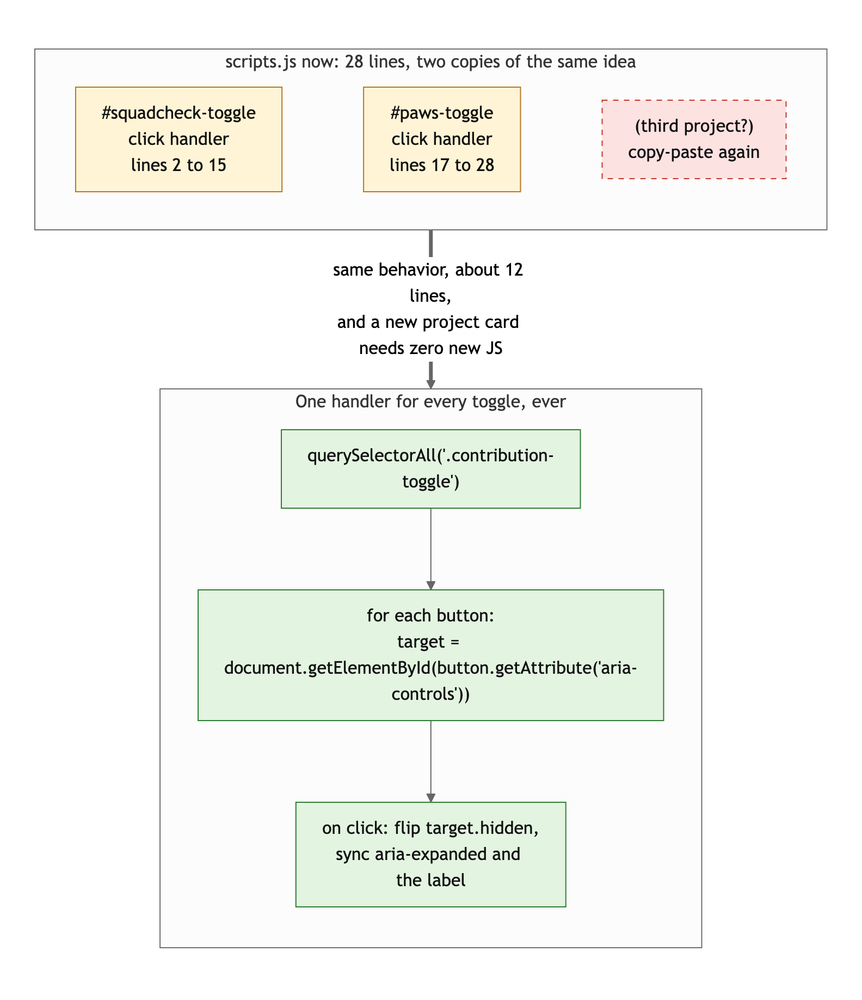 scripts.js now: 28 lines, two copies of the same idea
#squadcheck-toggle
click handler
lines 2 to 15
#paws-toggle
click handler
lines 17 to 28
(third project?)
copy-paste again
same behavior, about 12
lines,
and a new project card
needs zero new JS
One handler for every toggle, ever
querySelectorAll('.contribution-
toggle')
for each button:
target =
document.getElementById(button.getAttribute('aria-
controls'))
on click: flip target.hidden,
sync aria-expanded and
the label